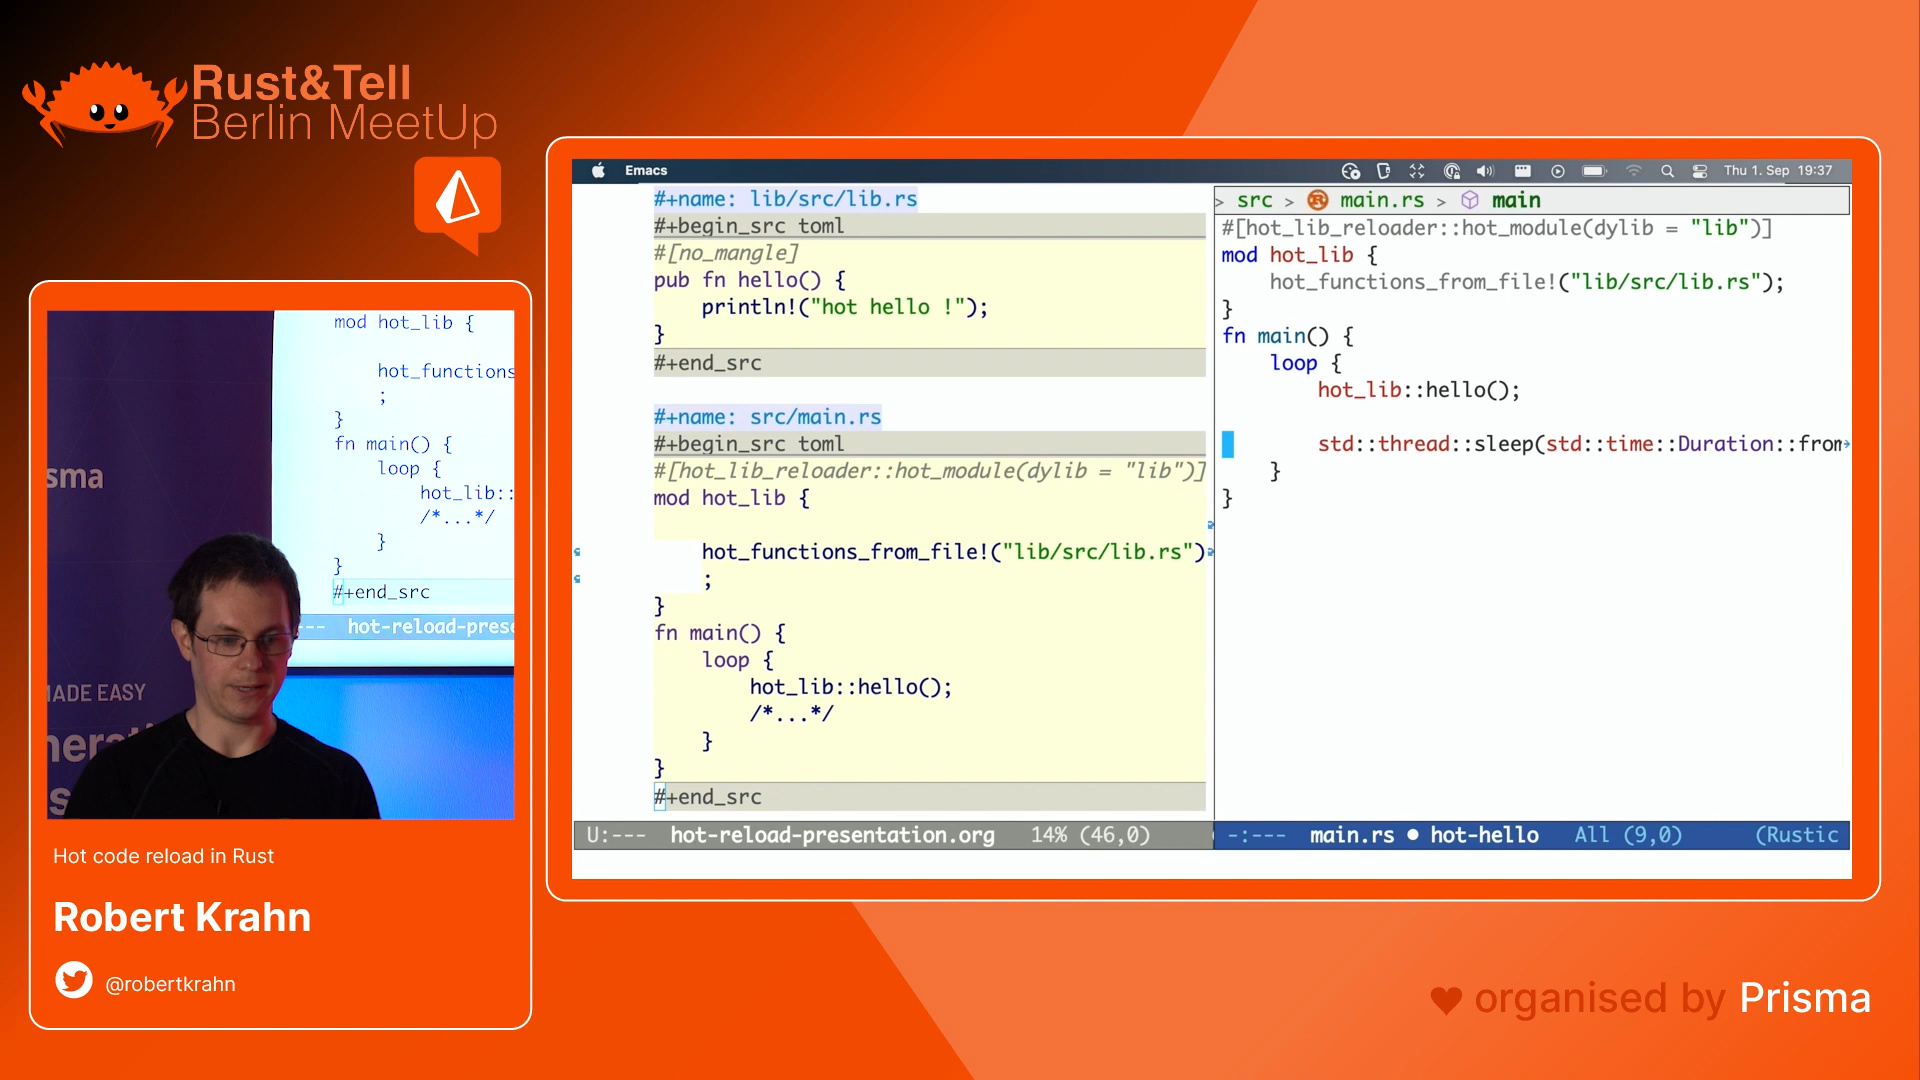 Rust&Tell
Berlin MeetUp
mod hot_lib {
hot_functions
;
}
fn main() {
loop {
hot_lib::
/*...*/
}
}
#+end_src
hot-reload-prese
sma
MADE EASY
Hot code reload in Rust
Robert Krahn
@robertkrahn
Emacs
Thu 1. Sep 19:37
#+name: lib/src/lib.rs
#+begin_src toml
#[no_mangle]
pub fn hello() {
println!("hot hello !");
}
#+end_src
#+name: src/main.rs
#+begin_src toml
#[hot_lib_reloader::hot_module(dylib = "lib")]
mod hot_lib {
hot_functions_from_file!("lib/src/lib.rs")
;
}
fn main() {
loop {
hot_lib::hello();
/*...*/
}
}
#+end_src
U:--- hot-reload-presentation.org 14% (46,0)
> src > main.rs > main
#[hot_lib_reloader::hot_module(dylib = "lib")]
mod hot_lib {
hot_functions_from_file!("lib/src/lib.rs");
}
fn main() {
loop {
hot_lib::hello();
std::thread::sleep(std::time::Duration::from
}
}
-:--- main.rs • hot-hello All (9,0) (Rustic
organised by Prisma